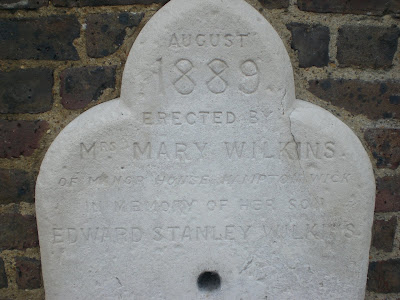 AUGUST
1889.
ERECTED BY
MRS MARY WILKINS.
OF MANOR HOUSE HAMPTON WICK
IN MEMORY OF HER SON
EDWARD STANLEY WILKINS